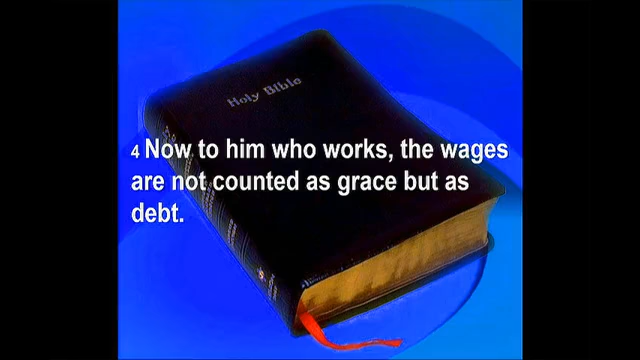 Holy Bible
4 Now to him who works, the wages
are not counted as grace but as
debt.